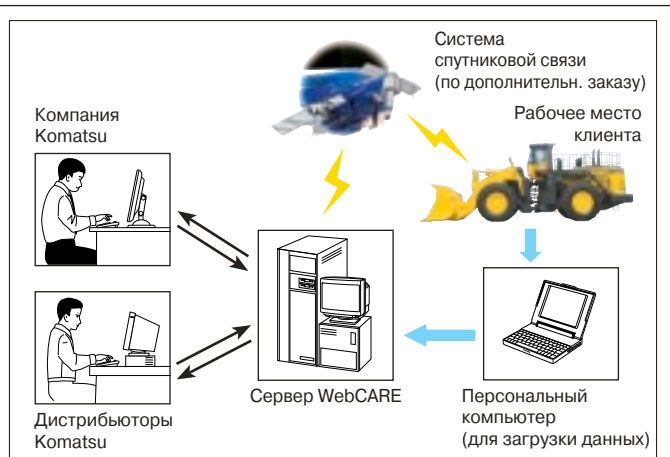 Система
спутниковой связи
(по дополнительн. заказу)
Рабочее место
клиента
Компания
Komatsu
Сервер WebCARE
Дистрибьюторы
Komatsu
Персональный
компьютер
(для загрузки данных)